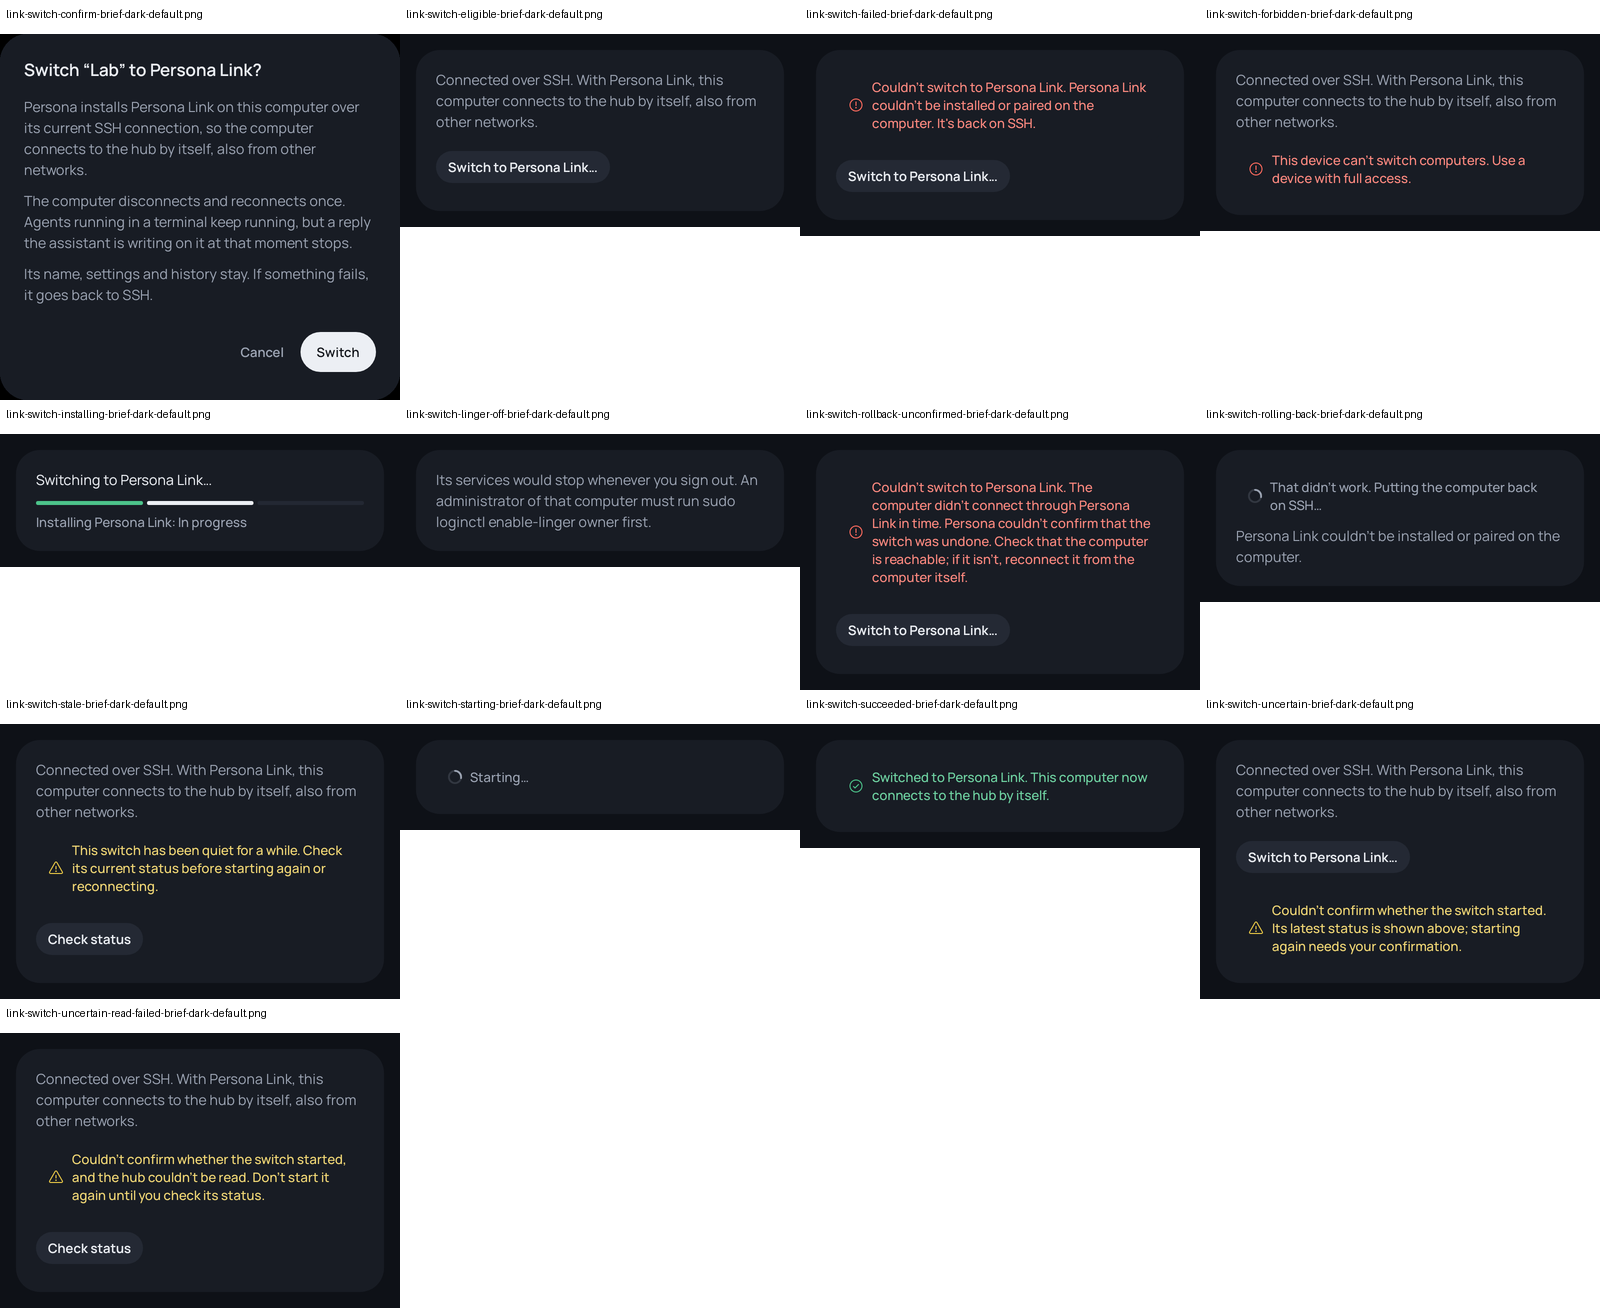 link-switch-confirm-brief-dark-default.png
Switch “Lab” to Persona Link?
Persona installs Persona Link on this computer over
its current SSH connection, so the computer
connects to the hub by itself, also from other
networks.
The computer disconnects and reconnects once.
Agents running in a terminal keep running, but a reply
the assistant is writing on it at that moment stops.
Its name, settings and history stay. If something fails,
it goes back to SSH.
Cancel
Switch
link-switch-eligible-brief-dark-default.png
Connected over SSH. With Persona Link, this
computer connects to the hub by itself, also from
other networks.
Switch to Persona Link…
link-switch-failed-brief-dark-default.png
Couldn’t switch to Persona Link. Persona Link
couldn’t be installed or paired on the
computer. It’s back on SSH.
Switch to Persona Link…
link-switch-forbidden-brief-dark-default.png
Connected over SSH. With Persona Link, this
computer connects to the hub by itself, also from
other networks.
This device can’t switch computers. Use a
device with full access.
link-switch-installing-brief-dark-default.png
Switching to Persona Link…
Installing Persona Link: In progress
link-switch-linger-off-brief-dark-default.png
Its services would stop whenever you sign out. An
administrator of that computer must run sudo
loginctl enable-linger owner first.
link-switch-rollback-unconfirmed-brief-dark-default.png
Couldn’t switch to Persona Link. The
computer didn’t connect through Persona
Link in time. Persona couldn’t confirm that the
switch was undone. Check that the computer
is reachable; if it isn’t, reconnect it from the
computer itself.
Switch to Persona Link…
link-switch-rolling-back-brief-dark-default.png
That didn’t work. Putting the computer back
on SSH…
Persona Link couldn’t be installed or paired on the
computer.
link-switch-stale-brief-dark-default.png
Connected over SSH. With Persona Link, this
computer connects to the hub by itself, also from
other networks.
This switch has been quiet for a while. Check
its current status before starting again or
reconnecting.
Check status
link-switch-starting-brief-dark-default.png
Starting…
link-switch-succeeded-brief-dark-default.png
Switched to Persona Link. This computer now
connects to the hub by itself.
link-switch-uncertain-brief-dark-default.png
Connected over SSH. With Persona Link, this
computer connects to the hub by itself, also from
other networks.
Switch to Persona Link…
Couldn’t confirm whether the switch started.
Its latest status is shown above; starting
again needs your confirmation.
link-switch-uncertain-read-failed-brief-dark-default.png
Connected over SSH. With Persona Link, this
computer connects to the hub by itself, also from
other networks.
Couldn’t confirm whether the switch started,
and the hub couldn’t be read. Don’t start it
again until you check its status.
Check status